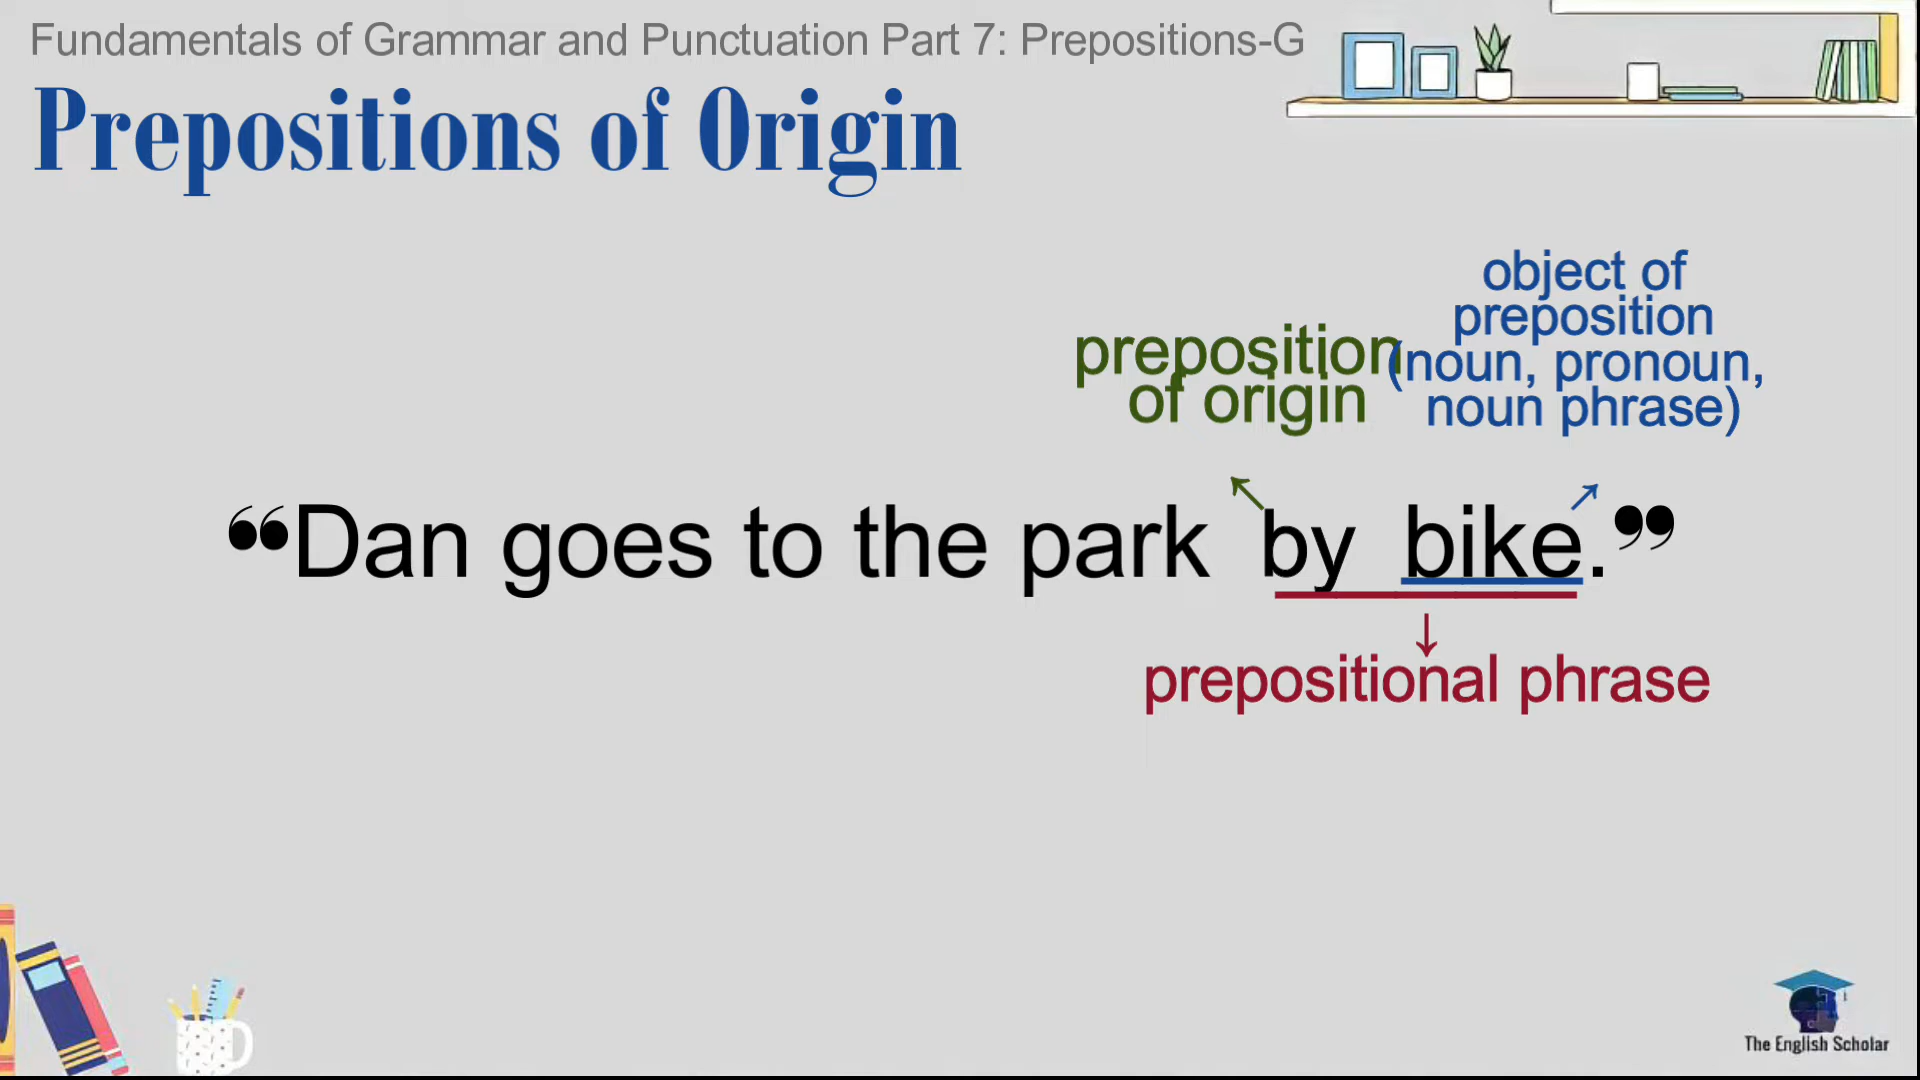 Fundamentals of Grammar and Punctuation Part 7: Prepositions-G
Prepositions of Origin
object of
preposition
(noun, pronoun,
noun phrase)
preposition
of origin
“Dan goes to the park by bike.”
prepositional phrase
The English Scholar